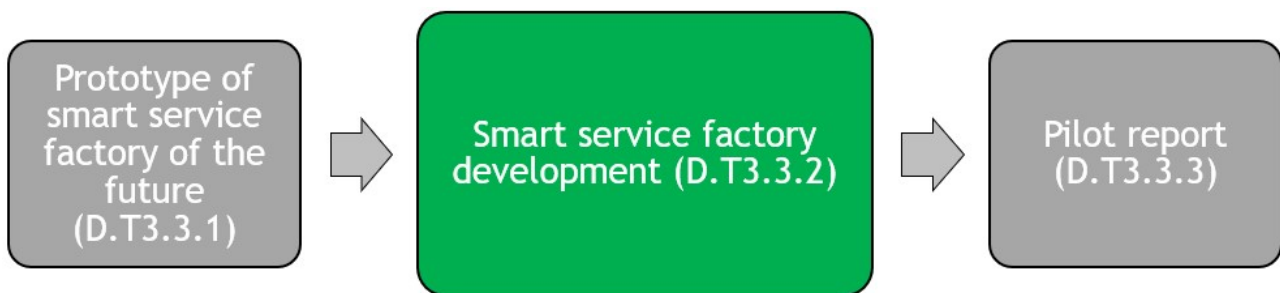 Prototype of
smart service
factory of the
future
(D.T3.3.1)
Smart service factory
development (D.T3.3.2)
Pilot report
(D.T3.3.3)